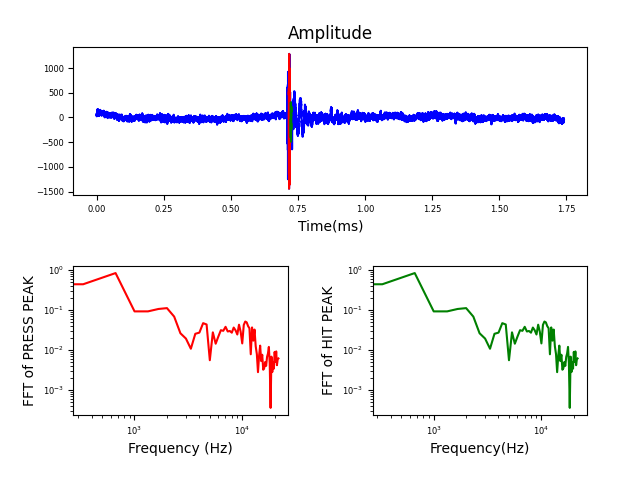 Amplitude
1000
500
0
−500
−1000
−1500
0.00 0.25 0.50 0.75 1.00 1.25 1.50 1.75
Time(ms)
FFT of PRESS PEAK
10⁰
10⁻¹
10⁻²
10⁻³
10³ 10⁴
Frequency (Hz)
FFT of HIT PEAK
10⁰
10⁻¹
10⁻²
10⁻³
10³ 10⁴
Frequency(Hz)